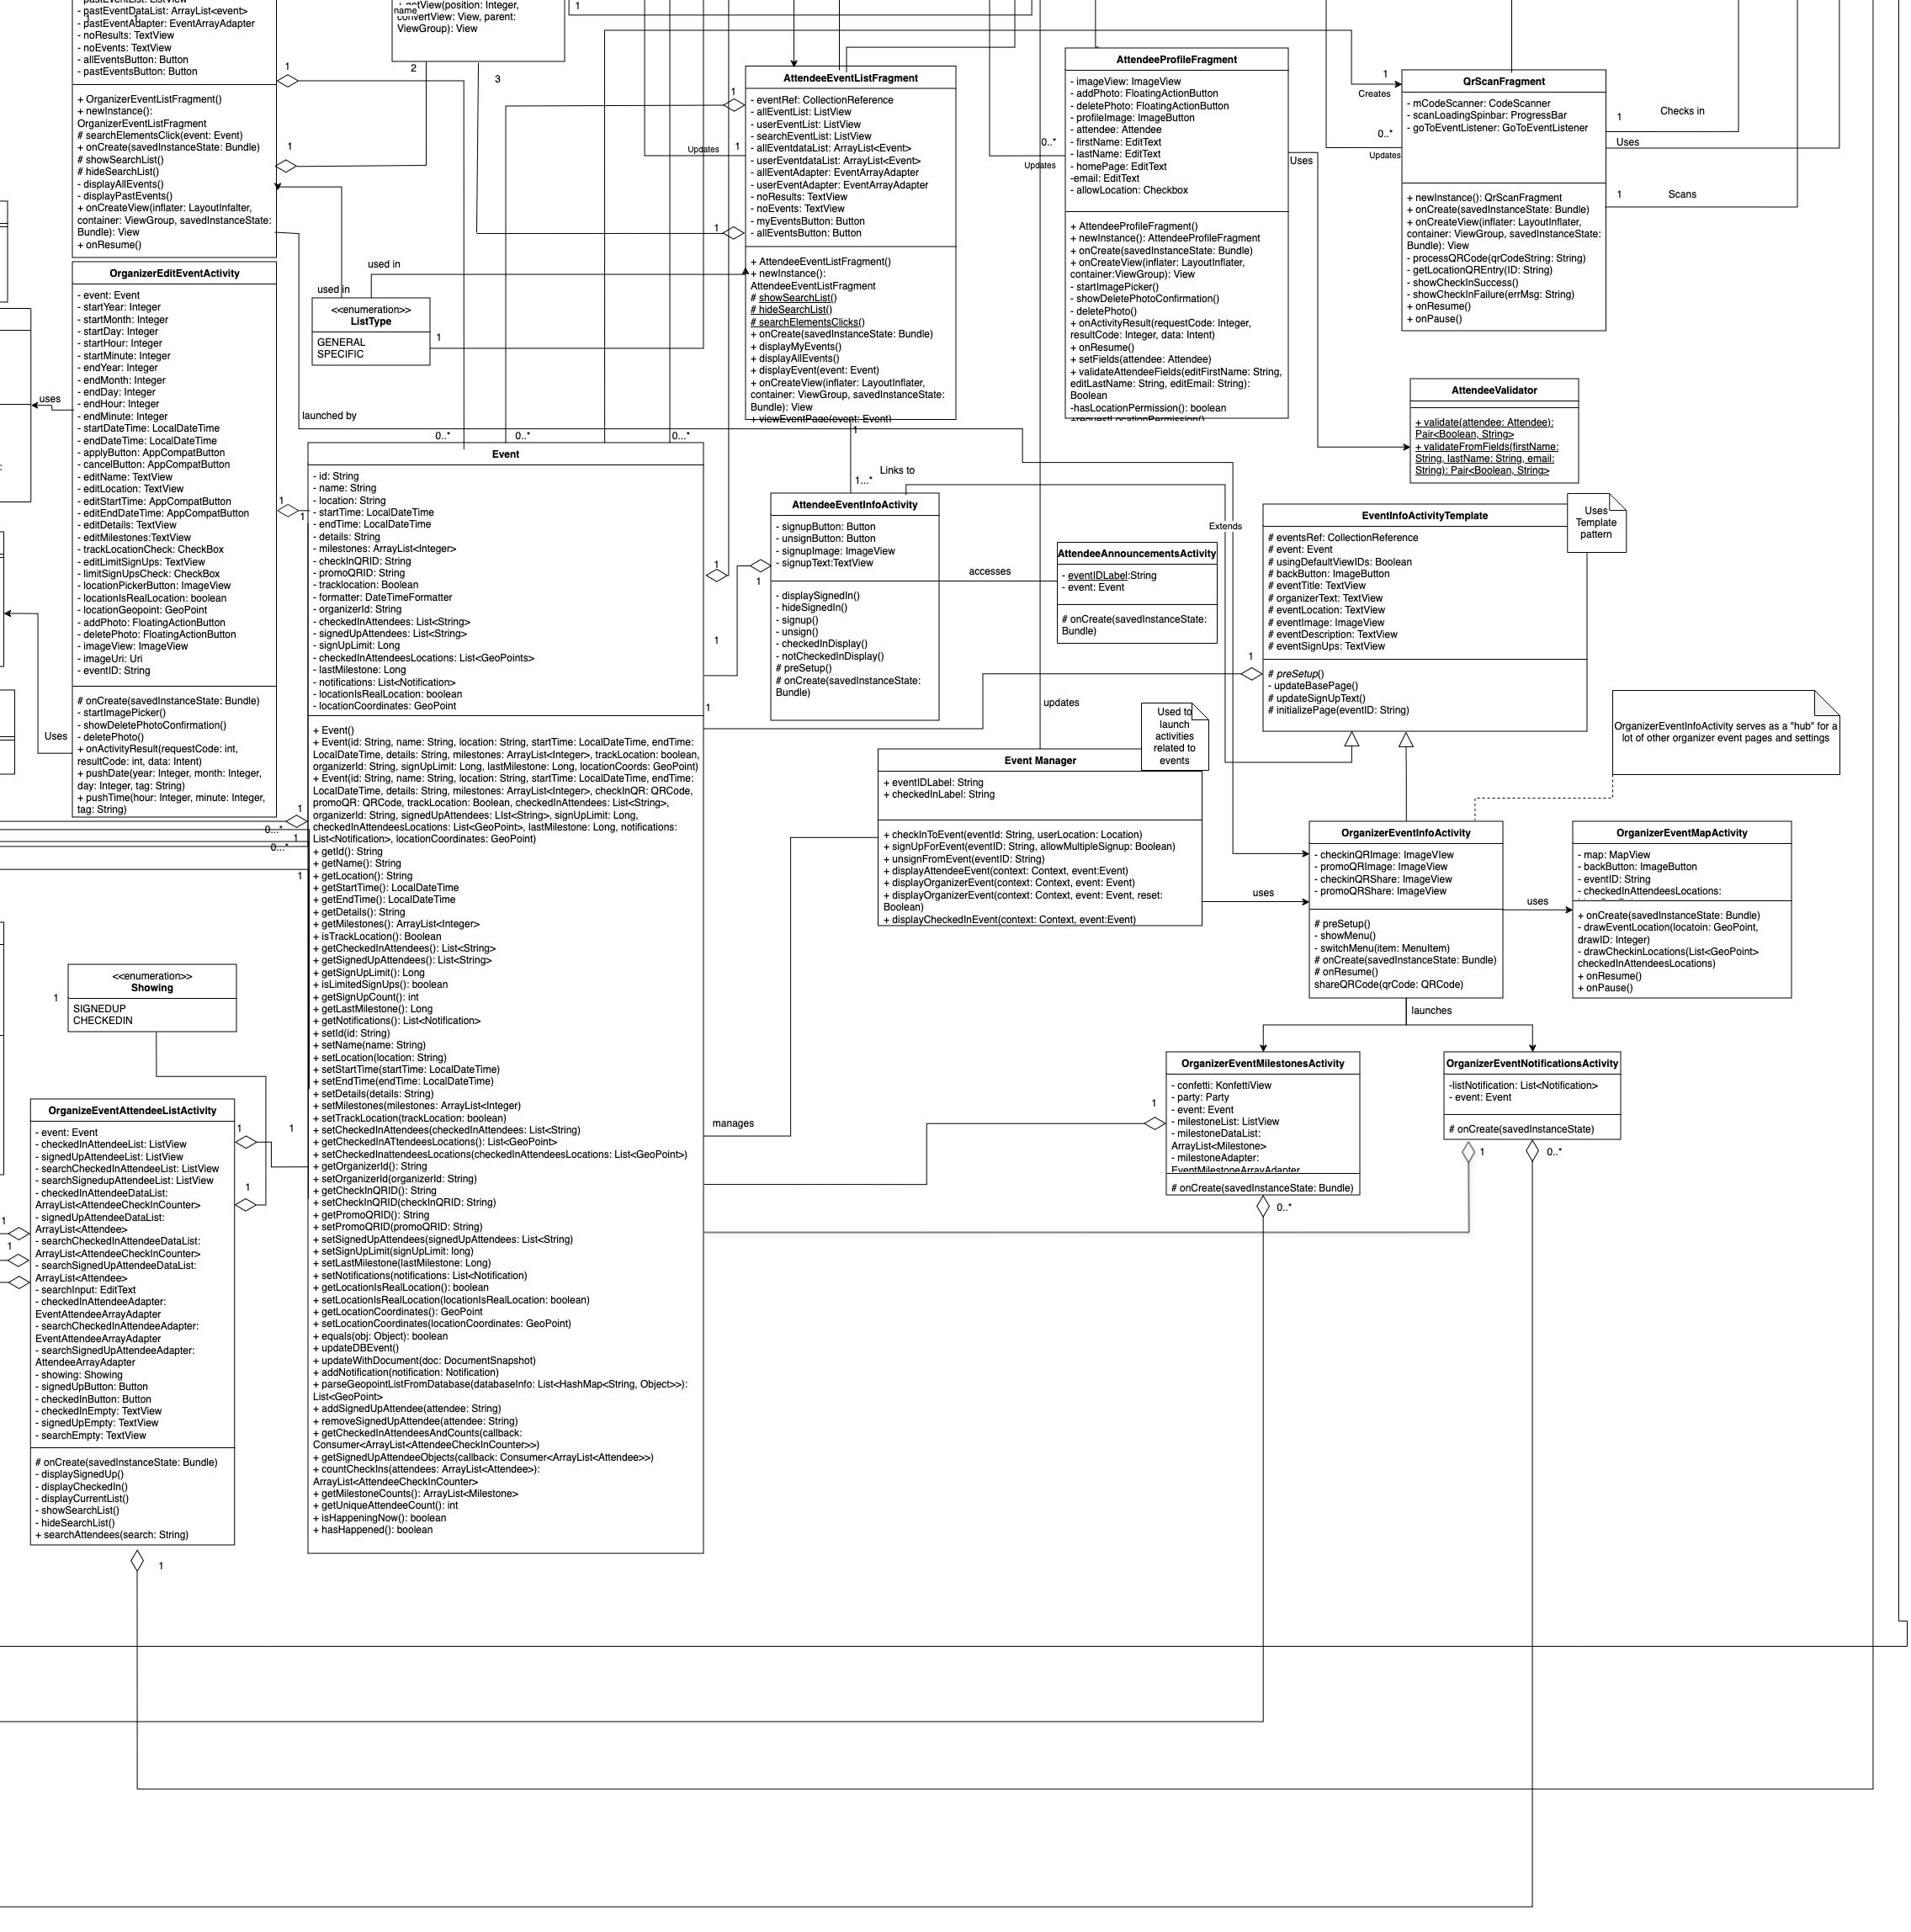 - pastEventList: ListView
- pastEventDataList: ArrayList<event>
- pastEventAdapter: EventArrayAdapter
- noResults: TextView
- noEvents: TextView
- allEventsButton: Button
- pastEventsButton: Button
+ OrganizerEventListFragment()
+ newInstance():
OrganizerEventListFragment
# searchElementsClick(event: Event)
+ onCreate(savedInstanceState: Bundle)
# showSearchList()
# hideSearchList()
- displayAllEvents()
- displayPastEvents()
+ onCreateView(inflater: LayoutInfalter,
container: ViewGroup, savedInstanceState:
Bundle): View
+ onResume()
1
1
name
+ getView(position: Integer,
convertView: View, parent:
ViewGroup): View
2
3
1
AttendeeEventListFragment
- eventRef: CollectionReference
- allEventList: ListView
- userEventList: ListView
- searchEventList: ListView
- allEventdataList: ArrayList<Event>
- userEventdataList: ArrayList<Event>
- allEventAdapter: EventArrayAdapter
- userEventAdapter: EventArrayAdapter
- noResults: TextView
- noEvents: TextView
- myEventsButton: Button
- allEventsButton: Button
+ AttendeeEventListFragment()
+ newInstance():
AttendeeEventListFragment
# showSearchList()
# hideSearchList()
# searchElementsClicks()
+ onCreate(savedInstanceState: Bundle)
+ displayMyEvents()
+ displayAllEvents()
+ displayEvent(event: Event)
+ onCreateView(inflater: LayoutInflater,
container: ViewGroup, savedInstanceState:
Bundle): View
+ viewEventPage(event: Event)
1
Updates
1
1
1
AttendeeProfileFragment
- imageView: ImageView
- addPhoto: FloatingActionButton
- deletePhoto: FloatingActionButton
- profileImage: ImageButton
- attendee: Attendee
- firstName: EditText
- lastName: EditText
- homePage: EditText
-email: EditText
- allowLocation: Checkbox
+ AttendeeProfileFragment()
+ newInstance(): AttendeeProfileFragment
+ onCreate(savedInstanceState: Bundle)
+ onCreateView(inflater: LayoutInflater,
container:ViewGroup): View
- startImagePicker()
- showDeletePhotoConfirmation()
- deletePhoto()
+ onActivityResult(requestCode: Integer,
resultCode: Integer, data: Intent)
+ onResume()
+ setFields(attendee: Attendee)
+ validateAttendeeFields(editFirstName: String,
editLastName: String, editEmail: String):
Boolean
-hasLocationPermission(): boolean
+requestLocationPermission()
0..*
Updates
Uses
QrScanFragment
- mCodeScanner: CodeScanner
- scanLoadingSpinbar: ProgressBar
- goToEventListener: GoToEventListener
+ newInstance(): QrScanFragment
+ onCreate(savedInstanceState: Bundle)
+ onCreateView(inflater: LayoutInflater,
container: ViewGroup, savedInstanceState:
Bundle): View
- processQRCode(qrCodeString: String)
- getLocationQREntry(ID: String)
- showCheckInSuccess()
- showCheckInFailure(errMsg: String)
+ onResume()
+ onPause()
1
Creates
0..*
Updates
1
Checks in
Uses
1
Scans
AttendeeValidator
+ validate(attendee: Attendee):
Pair<Boolean, String>
+ validateFromFields(firstName:
String, lastName: String, email:
String): Pair<Boolean, String>
used in
used in
<<enumeration>>
ListType
GENERAL
SPECIFIC
1
launched by
OrganizerEditEventActivity
- event: Event
- startYear: Integer
- startMonth: Integer
- startDay: Integer
- startHour: Integer
- startMinute: Integer
- endYear: Integer
- endMonth: Integer
- endDay: Integer
- endHour: Integer
- endMinute: Integer
- startDateTime: LocalDateTime
- endDateTime: LocalDateTime
- applyButton: AppCompatButton
- cancelButton: AppCompatButton
- editName: TextView
- editLocation: TextView
- editStartTime: AppCompatButton
- editEndDateTime: AppCompatButton
- editDetails: TextView
- editMilestones:TextView
- trackLocationCheck: CheckBox
- editLimitSignUps: TextView
- limitSignUpsCheck: CheckBox
- locationPickerButton: ImageView
- locationIsRealLocation: boolean
- locationGeopoint: GeoPoint
- addPhoto: FloatingActionButton
- deletePhoto: FloatingActionButton
- imageView: ImageView
- imageUri: Uri
- eventID: String
# onCreate(savedInstanceState: Bundle)
- startImagePicker()
- showDeletePhotoConfirmation()
- deletePhoto()
+ onActivityResult(requestCode: int,
resultCode: int, data: Intent)
+ pushDate(year: Integer, month: Integer,
day: Integer, tag: String)
+ pushTime(hour: Integer, minute: Integer,
tag: String)
uses
Uses
1
1
0..*
0..*
0...*
Event
- id: String
- name: String
- location: String
- startTime: LocalDateTime
- endTime: LocalDateTime
- details: String
- milestones: ArrayList<Integer>
- checkInQRID: String
- promoQRID: String
- tracklocation: Boolean
- formatter: DateTimeFormatter
- organizerId: String
- checkedInAttendees: List<String>
- signedUpAttendees: List<String>
- signUpLimit: Long
- checkedInAttendeesLocations: List<GeoPoints>
- lastMilestone: Long
- notifications: List<Notification>
- locationIsRealLocation: boolean
- locationCoordinates: GeoPoint
+ Event()
+ Event(id: String, name: String, location: String, startTime: LocalDateTime, endTime:
LocalDateTime, details: String, milestones: ArrayList<Integer>, trackLocation: boolean,
organizerId: String, signUpLimit: Long, lastMilestone: Long, locationCoords: GeoPoint)
+ Event(id: String, name: String, location: String, startTime: LocalDateTime, endTime:
LocalDateTime, details: String, milestones: ArrayList<Integer>, checkInQR: QRCode,
promoQR: QRCode, trackLocation: Boolean, checkedInAttendees: List<String>,
organizerId: String, signedUpAttendees: LIst<String>, signUpLimit: Long,
checkedInAttendeesLocations: List<GeoPoint>, lastMilestone: Long, notifications:
List<Notification>, locationCoordinates: GeoPoint)
+ getId(): String
+ getName(): String
+ getLocation(): String
+ getStartTime(): LocalDateTime
+ getEndTime(): LocalDateTime
+ getDetails(): String
+ getMilestones(): ArrayList<Integer>
+ isTrackLocation(): Boolean
+ getCheckedInAttendees(): List<String>
+ getSignedUpAttendees(): List<String>
+ getSignUpLimit(): Long
+ isLimitedSignUps(): boolean
+ getSignUpCount(): int
+ getLastMilestone(): Long
+ getNotifications(): List<Notification>
+ setId(id: String)
+ setName(name: String)
+ setLocation(location: String)
+ setStartTime(startTime: LocalDateTime)
+ setEndTime(endTime: LocalDateTime)
+ setDetails(details: String)
+ setMilestones(milestones: ArrayList<Integer)
+ setTrackLocation(trackLocation: boolean)
+ setCheckedInAttendees(checkedInAttendees: List<String)
+ getCheckedInATtendeesLocations(): List<GeoPoint>
+ setCheckedInattendeesLocations(checkedInAttendeesLocations: List<GeoPoint>)
+ getOrganizerId(): String
+ setOrganizerId(organizerId: String)
+ getCheckInQRID(): String
+ setCheckInQRID(checkInQRID: String)
+ getPromoQRID(): String
+ setPromoQRID(promoQRID: String)
+ setSignedUpAttendees(signedUpAttendees: List<String)
+ setSignUpLimit(signUpLimit: long)
+ setLastMilestone(lastMilestone: Long)
+ setNotifications(notifications: List<Notification)
+ getLocationIsRealLocation(): boolean
+ setLocationIsRealLocation(locationIsRealLocation: boolean)
+ getLocationCoordinates(): GeoPoint
+ setLocationCoordinates(locationCoordinates: GeoPoint)
+ equals(obj: Object): boolean
+ updateDBEvent()
+ updateWithDocument(doc: DocumentSnapshot)
+ addNotification(notification: Notification)
+ parseGeopointListFromDatabase(databaseInfo: List<HashMap<String, Object>>):
List<GeoPoint>
+ addSignedUpAttendee(attendee: String)
+ removeSignedUpAttendee(attendee: String)
+ getCheckedInAttendeesAndCounts(callback:
Consumer<ArrayList<AttendeeCheckInCounter>>)
+ getSignedUpAttendeeObjects(callback: Consumer<ArrayList<Attendee>>)
+ countCheckIns(attendees: ArrayList<Attendee>):
ArrayList<AttendeeCheckInCounter>
+ getMilestoneCounts(): ArrayList<Milestone>
+ getUniqueAttendeeCount(): int
+ isHappeningNow(): boolean
+ hasHappened(): boolean
1
0...*
1
0...*
1
1
1
1
Links to
1...*
AttendeeEventInfoActivity
- signupButton: Button
- unsignButton: Button
- signupImage: ImageView
- signupText:TextView
- displaySignedIn()
- hideSignedIn()
- signup()
- unsign()
- checkedInDisplay()
- notCheckedInDisplay()
# preSetup()
# onCreate(savedInstanceState:
Bundle)
1
accesses
AttendeeAnnouncementsActivity
- eventIDLabel:String
- event: Event
# onCreate(savedInstanceState:
Bundle)
Extends
EventInfoActivityTemplate
# eventsRef: CollectionReference
# event: Event
# usingDefaultViewIDs: Boolean
# backButton: ImageButton
# eventTitle: TextView
# organizerText: TextView
# eventLocation: TextView
# eventImage: ImageView
# eventDescription: TextView
# eventSignUps: TextView
# preSetup()
- updateBasePage()
# updateSignUpText()
# initializePage(eventID: String)
1
Uses
Template
pattern
OrganizerEventInfoActivity serves as a "hub" for a
lot of other organizer event pages and settings
updates
Used to
launch
activities
related to
events
Event Manager
+ eventIDLabel: String
+ checkedInLabel: String
+ checkInToEvent(eventId: String, userLocation: Location)
+ signUpForEvent(eventID: String, allowMultipleSignup: Boolean)
+ unsignFromEvent(eventID: String)
+ displayAttendeeEvent(context: Context, event:Event)
+ displayOrganizerEvent(context: Context, event: Event)
+ displayOrganizerEvent(context: Context, event: Event, reset:
Boolean)
+ displayCheckedInEvent(context: Context, event:Event)
uses
manages
OrganizerEventInfoActivity
- checkinQRImage: ImageVIew
- promoQRImage: ImageView
- checkinQRShare: ImageView
- promoQRShare: ImageView
# preSetup()
- showMenu()
- switchMenu(item: MenuItem)
# onCreate(savedInstanceState: Bundle)
# onResume()
shareQRCode(qrCode: QRCode)
uses
launches
OrganizerEventMapActivity
- map: MapView
- backButton: ImageButton
- eventID: String
- checkedInAttendeesLocations:
+ onCreate(savedInstanceState: Bundle)
- drawEventLocation(locatoin: GeoPoint,
drawID: Integer)
- drawCheckinLocations(List<GeoPoint>
checkedInAttendeesLocations)
+ onResume()
+ onPause()
OrganizerEventMilestonesActivity
- confetti: KonfettiView
- party: Party
- event: Event
- milestoneList: ListView
- milestoneDataList:
ArrayList<Milestone>
- milestoneAdapter:
EventMilestoneArrayAdapter
# onCreate(savedInstanceState: Bundle)
1
0..*
OrganizerEventNotificationsActivity
-listNotification: List<Notification>
- event: Event
# onCreate(savedInstanceState)
1
0..*
<<enumeration>>
Showing
SIGNEDUP
CHECKEDIN
1
OrganizeEventAttendeeListActivity
- event: Event
- checkedInAttendeeList: ListView
- signedUpAttendeeList: ListView
- searchCheckedInAttendeeList: ListView
- searchSignedupAttendeeList: ListView
- checkedInAttendeeDataList:
ArrayList<AttendeeCheckInCounter>
- signedUpAttendeeDataList:
ArrayList<Attendee>
- searchCheckedInAttendeeDataList:
ArrayList<AttendeeCheckInCounter>
- searchSignedUpAttendeeDataList:
ArrayList<Attendee>
- searchInput: EditText
- checkedInAttendeeAdapter:
EventAttendeeArrayAdapter
- searchCheckedInAttendeeAdapter:
EventAttendeeArrayAdapter
- searchSignedUpAttendeeAdapter:
AttendeeArrayAdapter
- showing: Showing
- signedUpButton: Button
- checkedInButton: Button
- checkedInEmpty: TextView
- signedUpEmpty: TextView
- searchEmpty: TextView
# onCreate(savedInstanceState: Bundle)
- displaySignedUp()
- displayCheckedIn()
- displayCurrentList()
- showSearchList()
- hideSearchList()
+ searchAttendees(search: String)
1
1
1
1
1
1